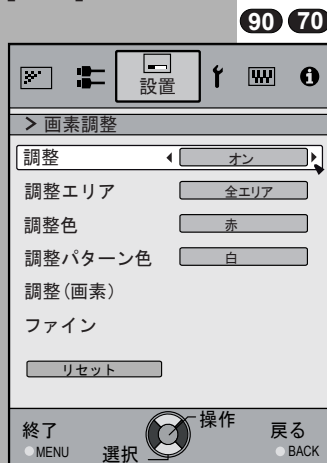 90 70
設置
> 画素調整
調整 オン
調整エリア 全エリア
調整色 赤
調整パターン色 白
調整(画素)
ファイン
リセット
終了 操作 戻る
MENU 選択 BACK